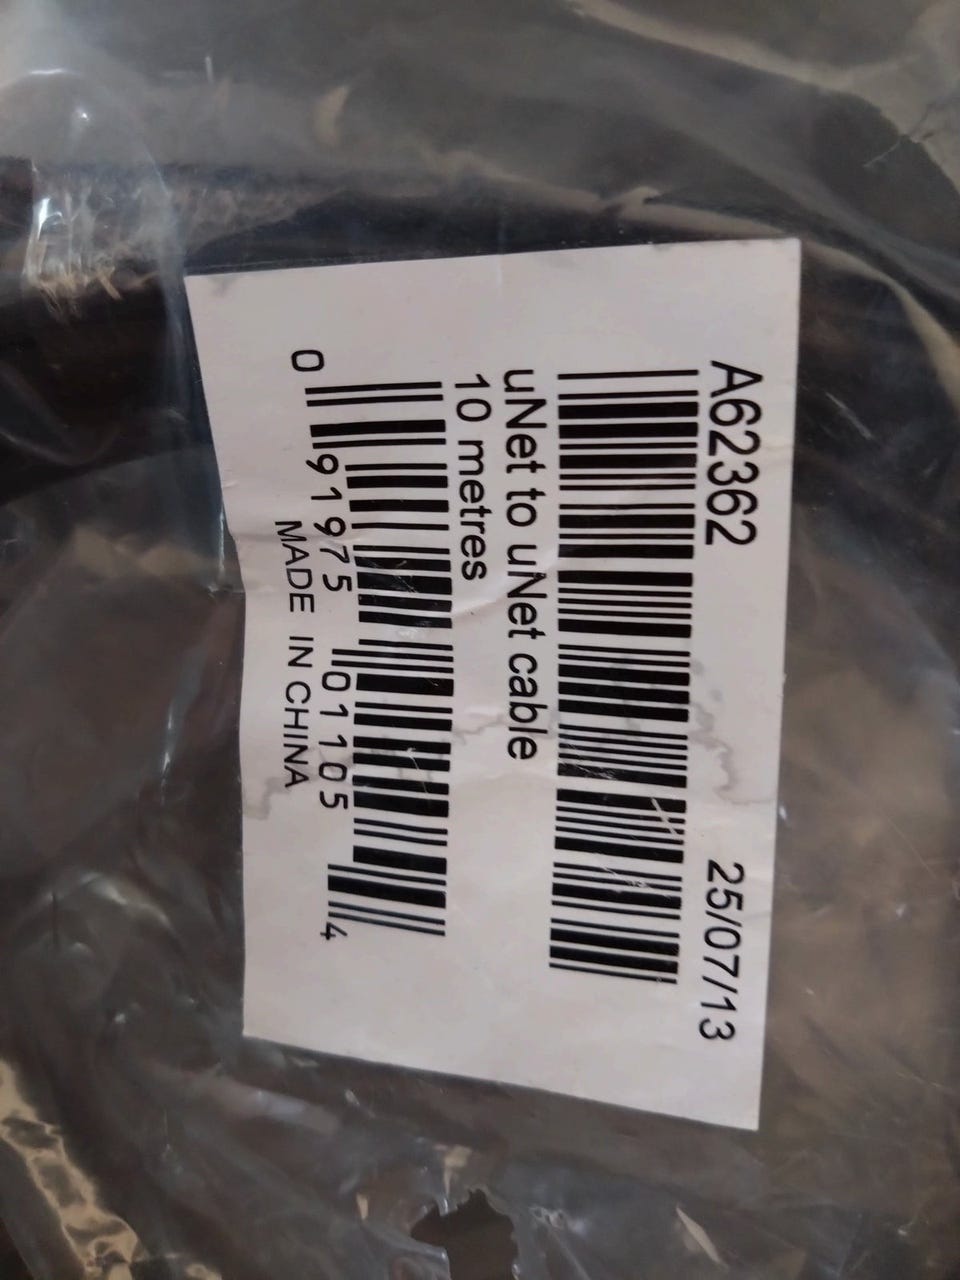 A62362 25/07/13
uNet to uNet cable
10 metres
0 91975 01105 4
MADE IN CHINA